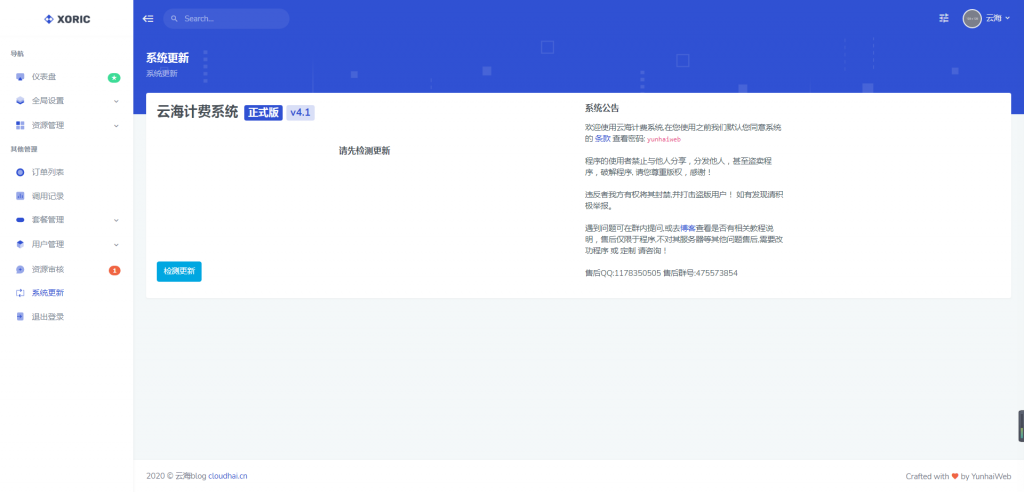 XORIC
Search...
云海
导航
仪表盘
全局设置
资源管理
其他管理
订单列表
调用记录
套餐管理
用户管理
资源审核 1
系统更新
退出登录
系统更新
系统更新
云海计费系统 正式版 v4.1
请先检测更新
检测更新
系统公告
欢迎使用云海计费系统,在您使用之前我们默认您同意系统
的 条款 查看密码: yunhaiweb
程序的使用者禁止与他人分享，分发他人，甚至盗卖程
序，破解程序. 请您尊重版权，感谢！
违反者我方有权将其封禁,并打击盗版用户！ 如有发现请积
极举报。
遇到问题可在群内提问,或去博客查看是否有相关教程说
明，售后仅限于程序,不对其服务器等其他问题售后,需要改
功程序 或 定制 请咨询！
售后QQ:1178350505 售后群号:475573854
2020 © 云海blog cloudhai.cn
Crafted with ❤ by YunhaiWeb